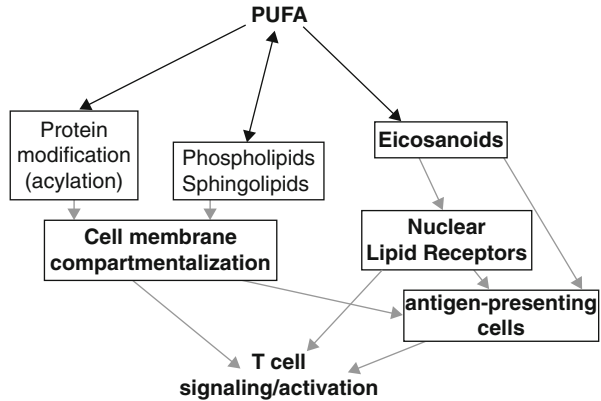 PUFA
Protein
modification
(acylation)
Phospholipids
Sphingolipids
Eicosanoids
Cell membrane
compartmentalization
Nuclear
Lipid Receptors
antigen-presenting
cells
T cell
signaling/activation